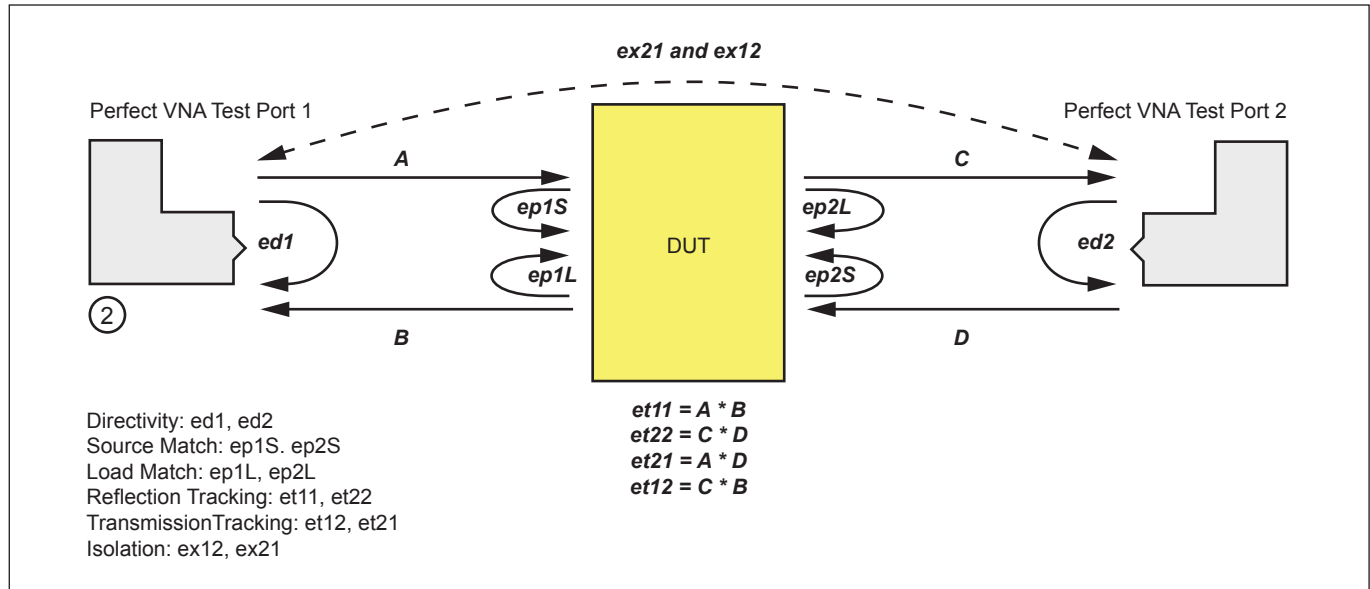 ex21 and ex12
Perfect VNA Test Port 1
Perfect VNA Test Port 2
A
C
ep1S
ep2L
ed1
DUT
ed2
ep1L
ep2S
2
B
D
et11 = A * B
et22 = C * D
et21 = A * D
et12 = C * B
Directivity: ed1, ed2
Source Match: ep1S. ep2S
Load Match: ep1L, ep2L
Reflection Tracking: et11, et22
TransmissionTracking: et12, et21
Isolation: ex12, ex21